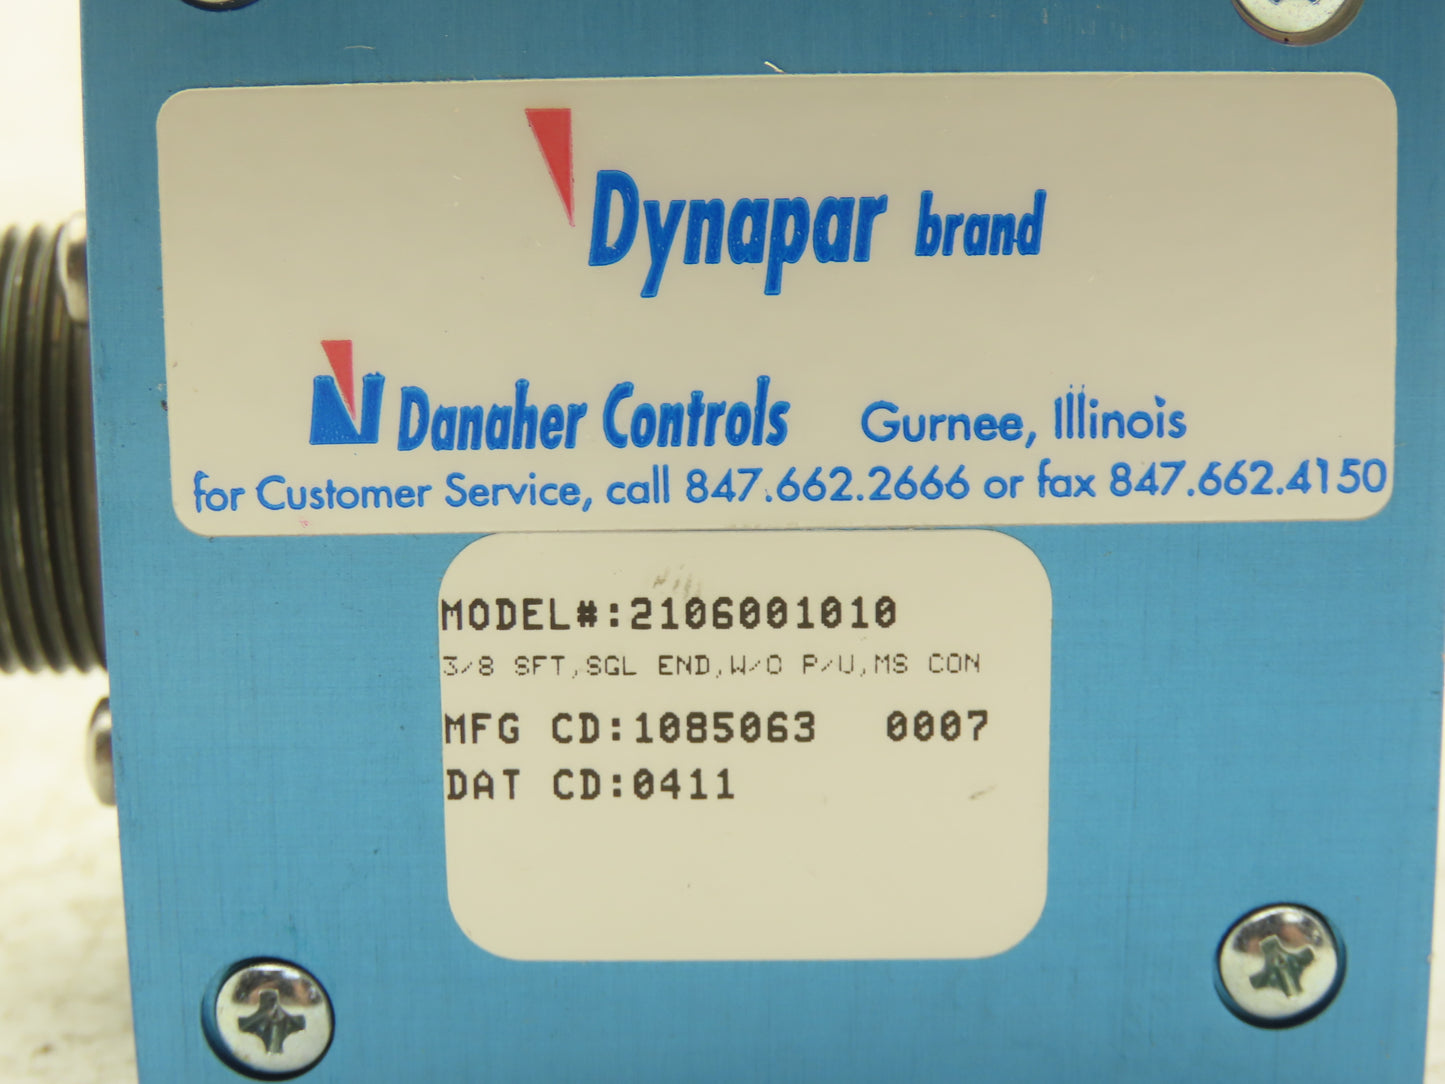 Dynapar brand
Danaher Controls Gurnee, Illinois
for Customer Service, call 847.662.2666 or fax 847.662.4150
MODEL#:2106001010
3/8 SFT,SGL END,W/O P/U,MS CON
MFG CD:1085063 0007
DAT CD:0411